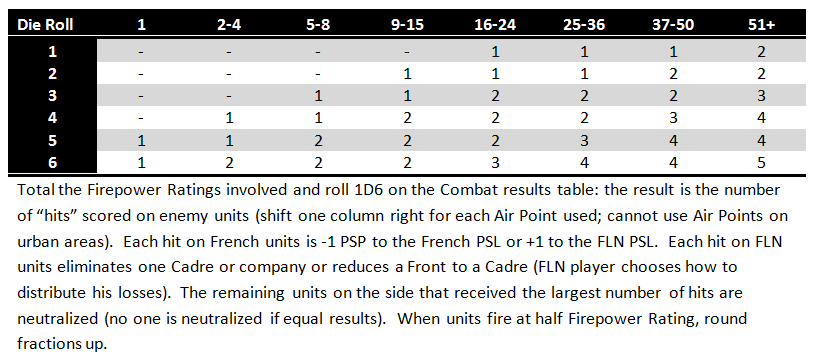 Die Roll 1 2-4 5-8 9-15 16-24 25-36 37-50 51+
1 - - - - 1 1 1 2
2 - - - 1 1 1 2 2
3 - - 1 1 2 2 2 3
4 - 1 1 2 2 2 3 4
5 1 1 2 2 2 3 4 4
6 1 2 2 2 3 4 4 5
Total the Firepower Ratings involved and roll 1D6 on the Combat results table: the result is the number
of “hits” scored on enemy units (shift one column right for each Air Point used; cannot use Air Points on
urban areas).  Each hit on French units is -1 PSP to the French PSL or +1 to the FLN PSL.  Each hit on FLN
units eliminates one Cadre or company or reduces a Front to a Cadre (FLN player chooses how to
distribute his losses).  The remaining units on the side that received the largest number of hits are
neutralized (no one is neutralized if equal results).  When units fire at half Firepower Rating, round
fractions up.